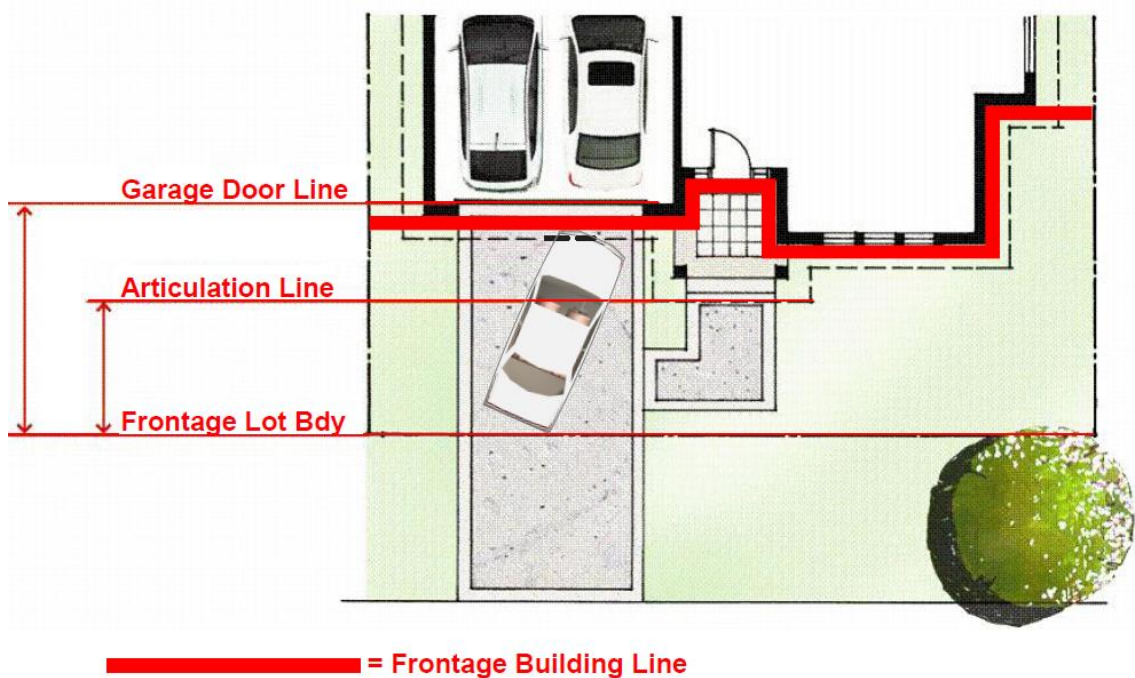 Garage Door Line
Articulation Line
Frontage Lot Bdy
= Frontage Building Line